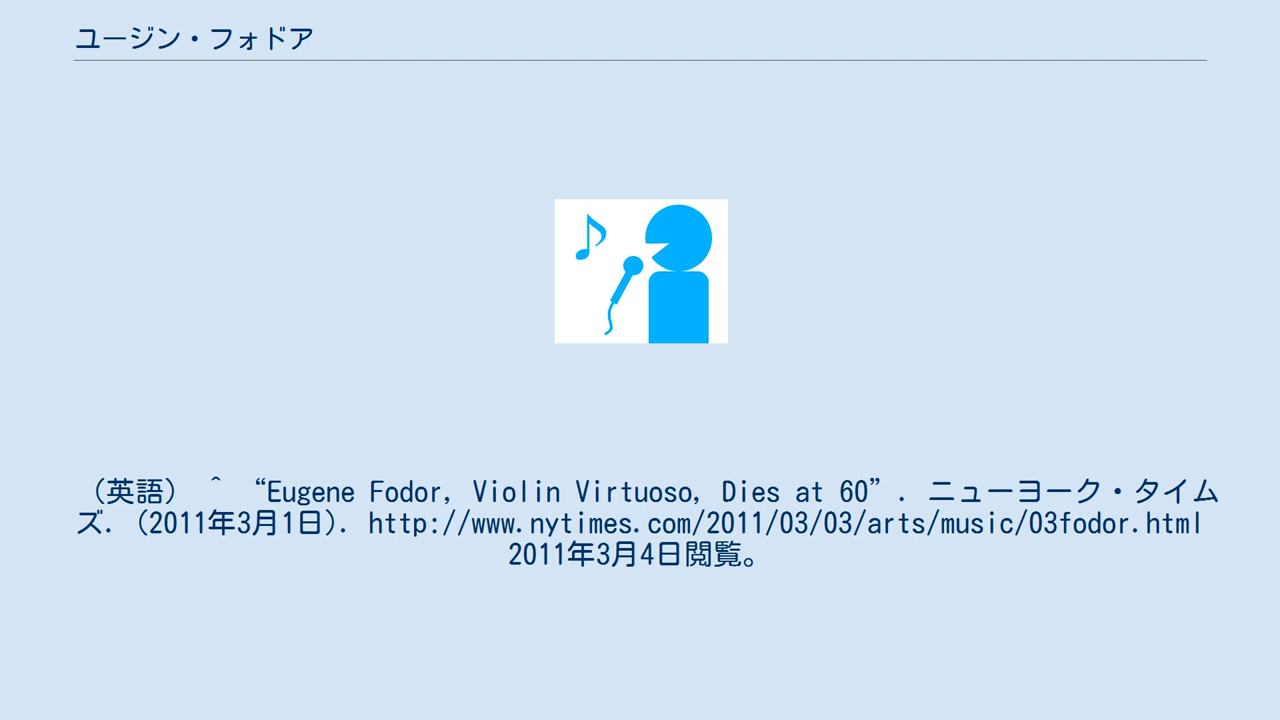 ユージン・フォドア
（英語） ^ “Eugene Fodor, Violin Virtuoso, Dies at 60”. ニューヨーク・タイム
ズ. (2011年3月1日). http://www.nytimes.com/2011/03/03/arts/music/03fodor.html
2011年3月4日閲覧。